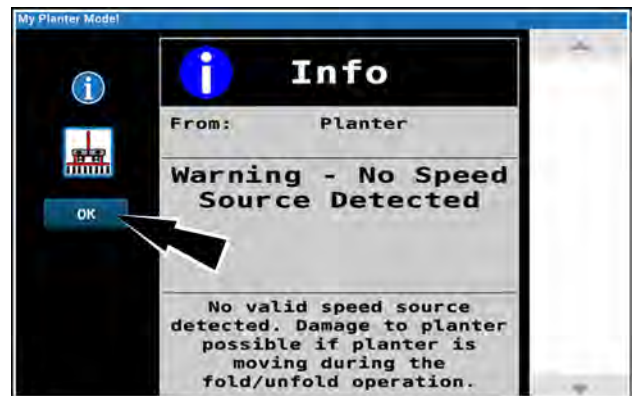 My Planter Model
Info
From: Planter
Warning - No Speed
Source Detected
OK
No valid speed source
detected. Damage to planter
possible if planter is
moving during the
fold/unfold operation.